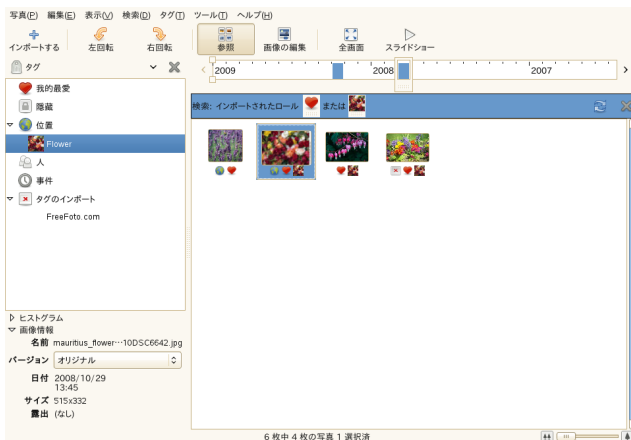 写真(P) 編集(E) 表示(V) 検索(D) タグ(T) ツール(T) ヘルプ(H)
インポートする 左回転 右回転 参照 画像の編集 全画面 スライドショー
タグ
2009 2008 2007
我的最愛
隱藏
位置
Flower
人
事件
タグのインポート
FreeFoto.com
検索: インポートされたロール または
ヒストグラム
画像情報
名前 mauritius_flower…10DSC6642.jpg
バージョン オリジナル
日付 2008/10/29
13:45
サイズ 515x332
露出 (なし)
6 枚中 4 枚の写真 1 選択済